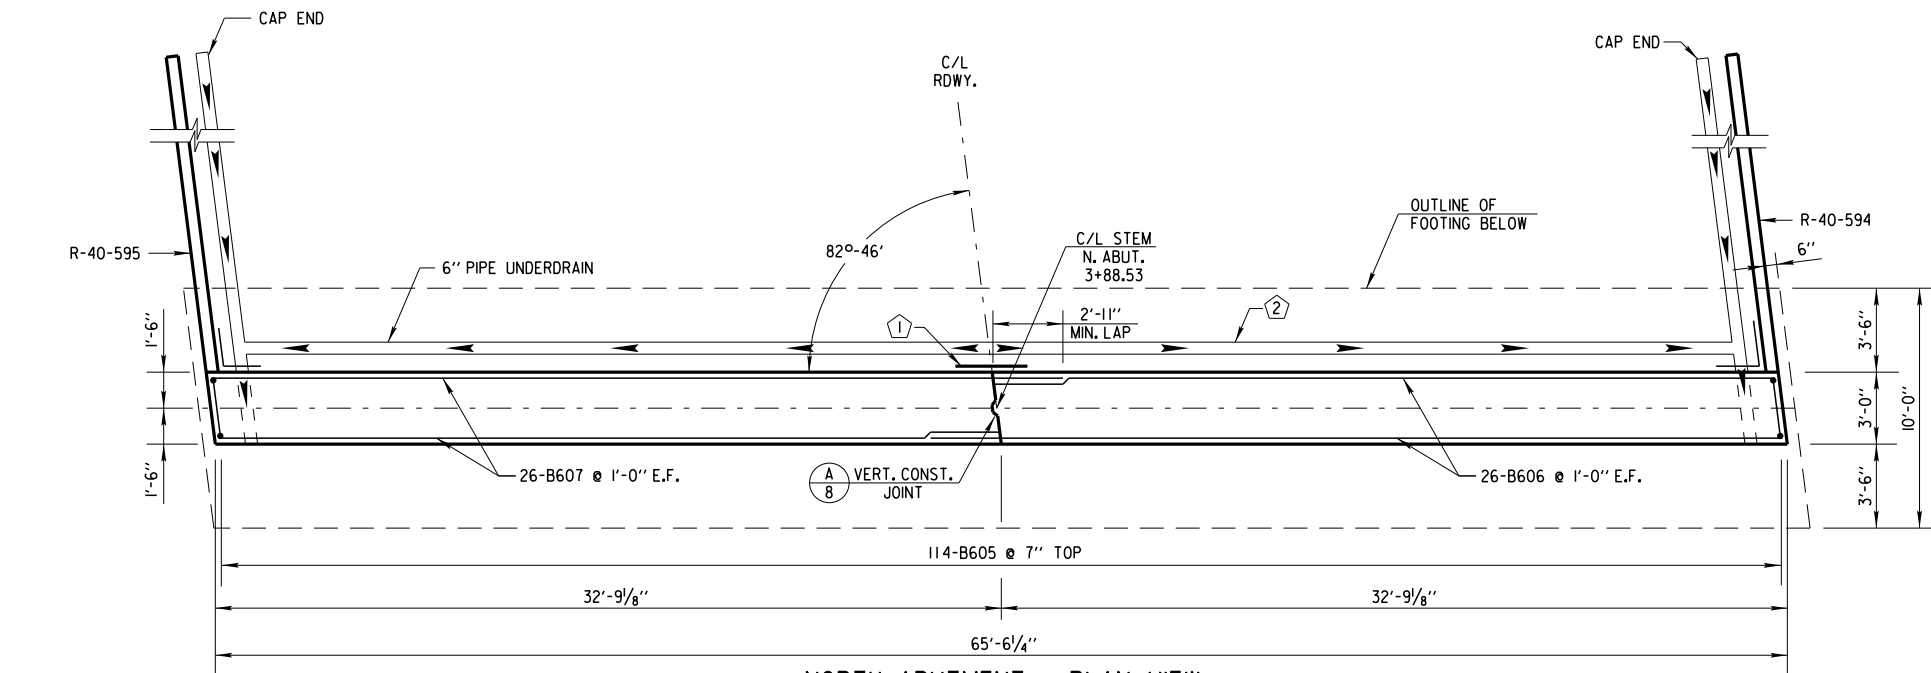 CAP END
CAP END
C/L
RDWY.
OUTLINE OF
FOOTING BELOW
R-40-594
R-40-595
C/L STEM
N. ABUT.
3+88.53
82°-46'
6"
6" PIPE UNDERDRAIN
2
1
2'-11"
MIN. LAP
1'-6"
3'-6"
3'-0"
10'-0"
1'-6"
3'-6"
26-B607 @ 1'-0" E.F.
A
8
VERT. CONST.
JOINT
26-B606 @ 1'-0" E.F.
114-B605 @ 7" TOP
32'-9 1/8"
32'-9 1/8"
65'-6 1/4"